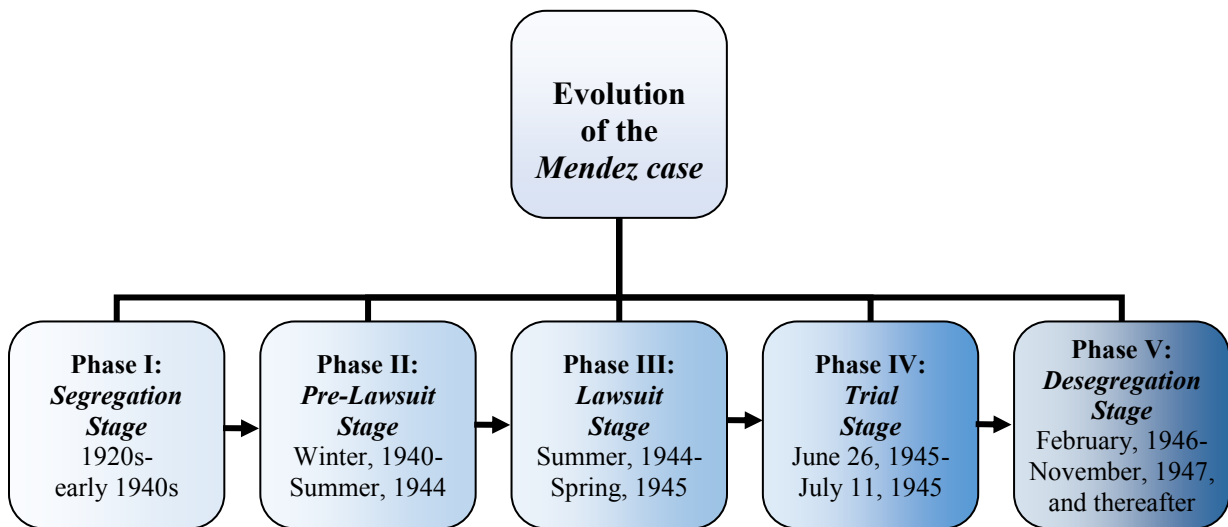 Evolution
of the
Mendez case
Phase I:
Segregation
Stage
1920s-
early 1940s
Phase II:
Pre-Lawsuit
Stage
Winter, 1940-
Summer, 1944
Phase III:
Lawsuit
Stage
Summer, 1944-
Spring, 1945
Phase IV:
Trial
Stage
June 26, 1945-
July 11, 1945
Phase V:
Desegregation
Stage
February, 1946-
November, 1947,
and thereafter